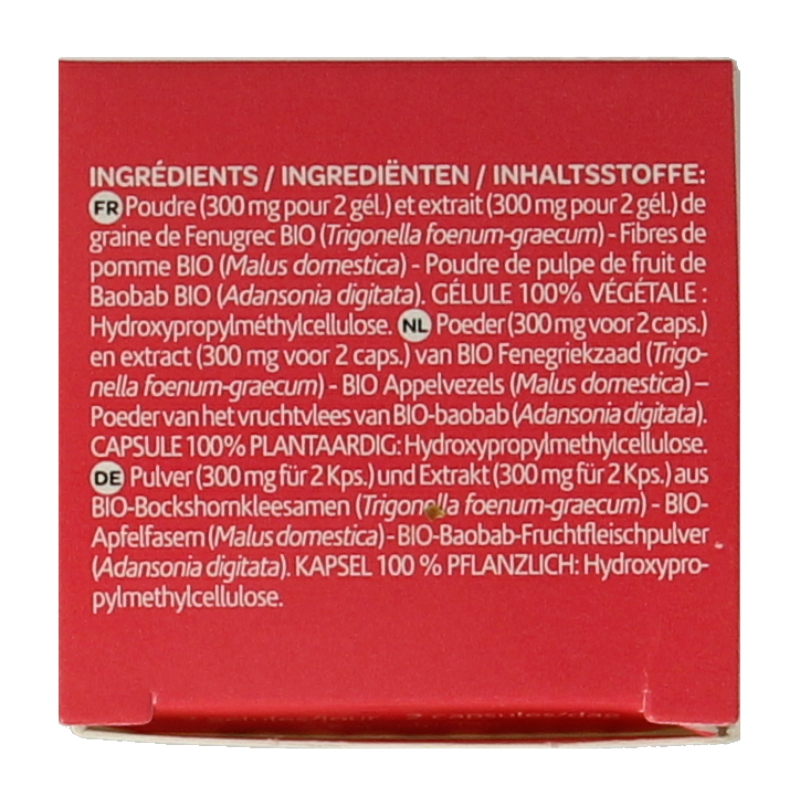 INGRÉDIENTS / INGREDIËNTEN / INHALTSSTOFFE:
FR Poudre (300 mg pour 2 gél.) et extrait (300 mg pour 2 gél.) de
graine de Fenugrec BIO (Trigonella foenum-graecum) - Fibres de
pomme BIO (Malus domestica) - Poudre de pulpe de fruit de
Baobab BIO (Adansonia digitata). GÉLULE 100% VÉGÉTALE :
Hydroxypropylméthylcellulose. NL Poeder (300 mg voor 2 caps.)
en extract (300 mg voor 2 caps.) van BIO Fenegriekzaad (Trigo-
nella foenum-graecum) - BIO Appelvezels (Malus domestica) –
Poeder van het vruchtvlees van BIO-baobab (Adansonia digitata).
CAPSULE 100% PLANTAARDIG: Hydroxypropylmethylcellulose.
DE Pulver (300 mg für 2 Kps.) und Extrakt (300 mg für 2 Kps.) aus
BIO-Bockshornkleesamen (Trigonella foenum-graecum) - BIO-
Apfelfasern (Malus domestica) - BIO-Baobab-Fruchtfleischpulver
(Adansonia digitata). KAPSEL 100 % PFLANZLICH: Hydroxypro-
pylmethylcellulose.